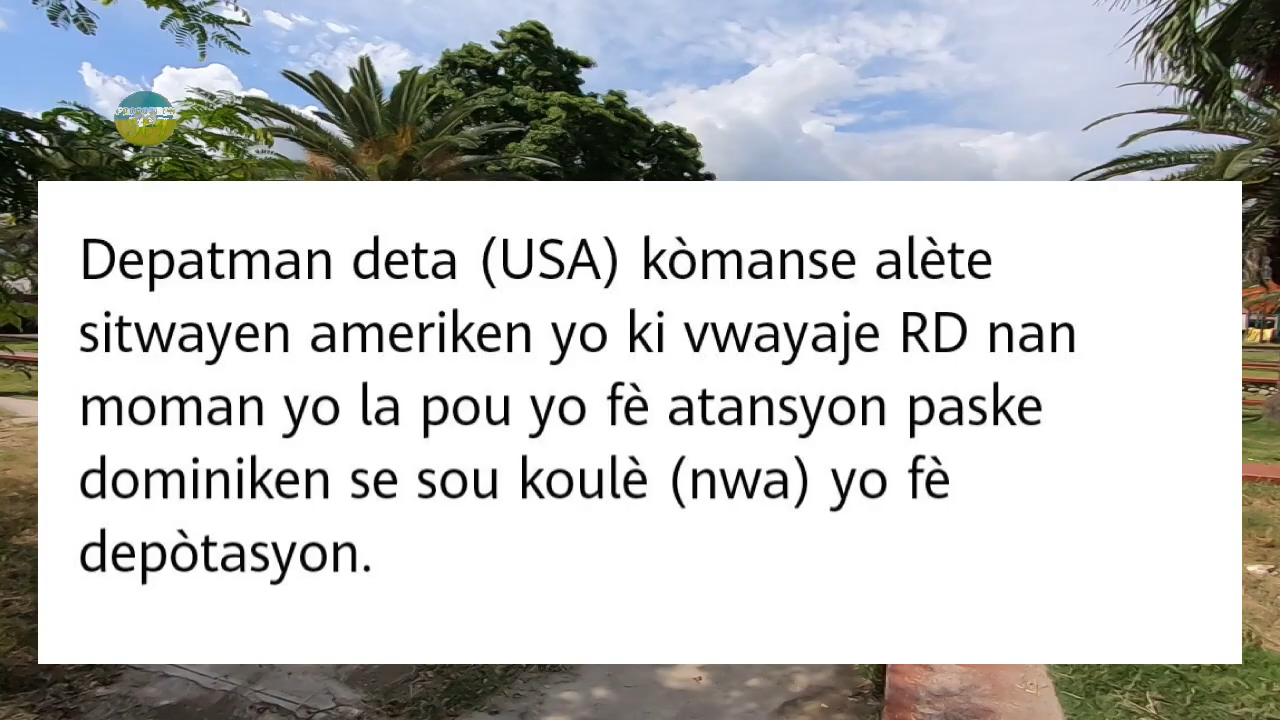 Depatman deta (USA) kòmanse alète
sitwayen ameriken yo ki vwayaje RD nan
moman yo la pou yo fè atansyon paske
dominiken se sou koulè (nwa) yo fè
depòtasyon.